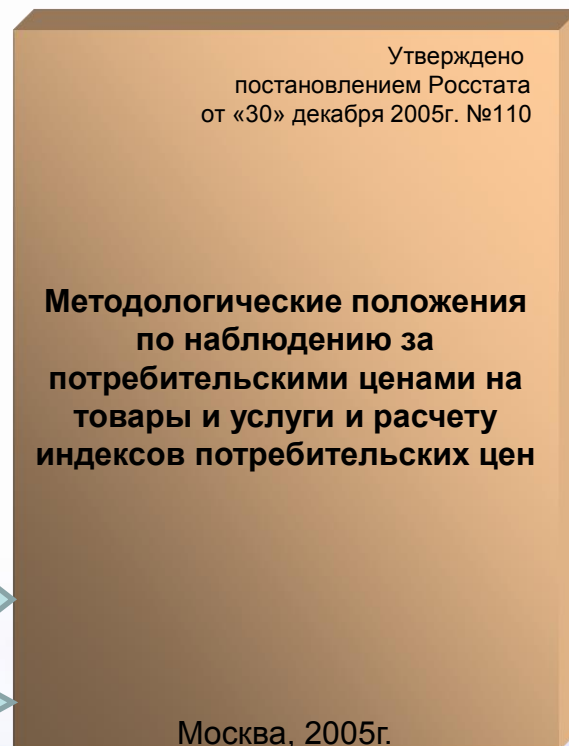 Утверждено
постановлением Росстата
от «30» декабря 2005г. №110
Методологические положения
по наблюдению за
потребительскими ценами на
товары и услуги и расчету
индексов потребительских цен
Москва, 2005г.